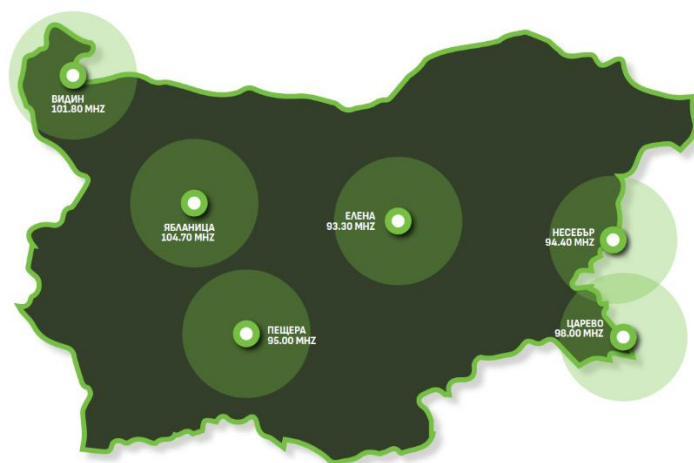 ВИДИН
101.80 MHZ
ЯБЛАНИЦА
104.70 MHZ
ЕЛЕНА
93.30 MHZ
НЕСЕБЪР
94.40 MHZ
ПЕЩЕРА
95.00 MHZ
ЦАРЕВО
98.00 MHZ